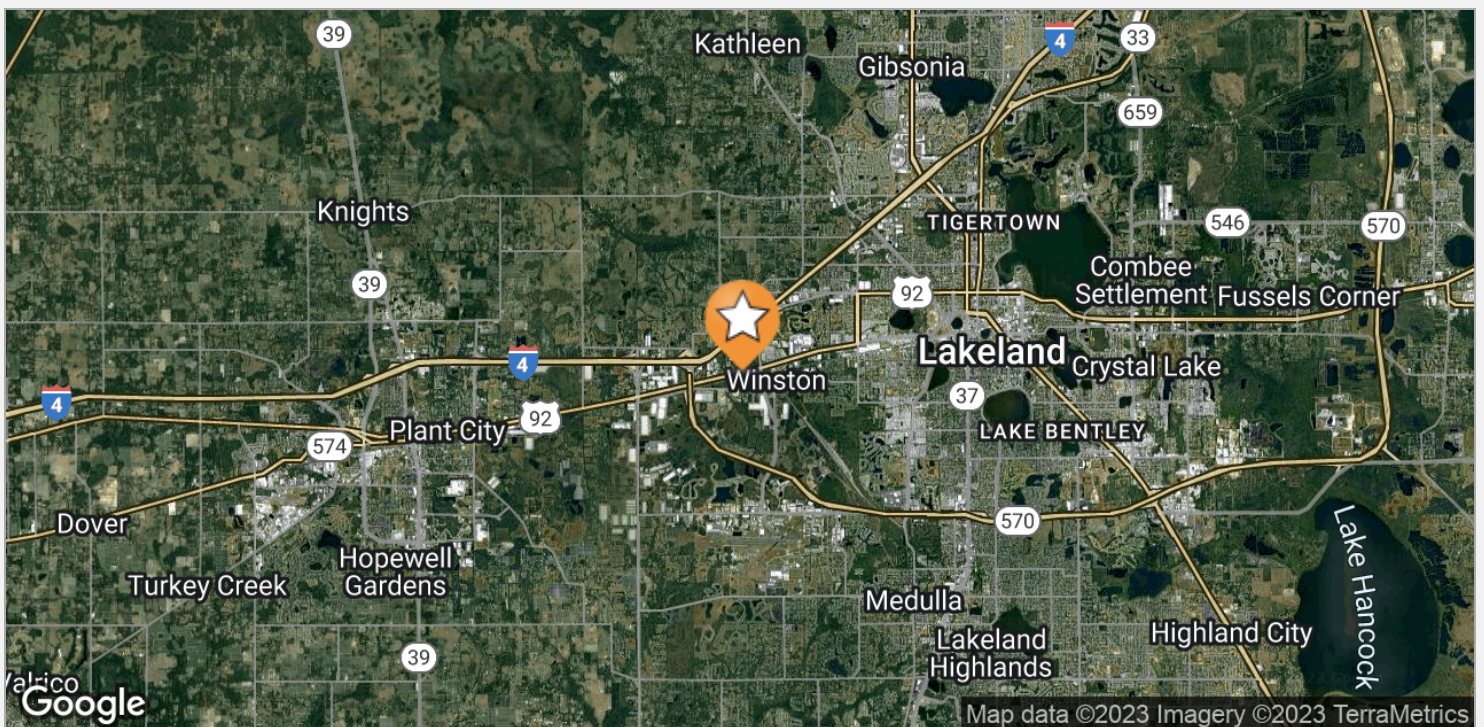 39
Kathleen
4
33
Gibsonia
659
Knights
TIGERTOWN
546
570
39
Combee
Settlement
Fussels Corner
92
Lakeland
4
Crystal Lake
Winston
4
37
92
Plant City
574
LAKE BENTLEY
570
Dover
Lake Hancock
Hopewell
Gardens
Turkey Creek
Medulla
Highland City
Lakeland
Highlands
39
Valrico
Google
Map data ©2023 Imagery ©2023 TerraMetrics